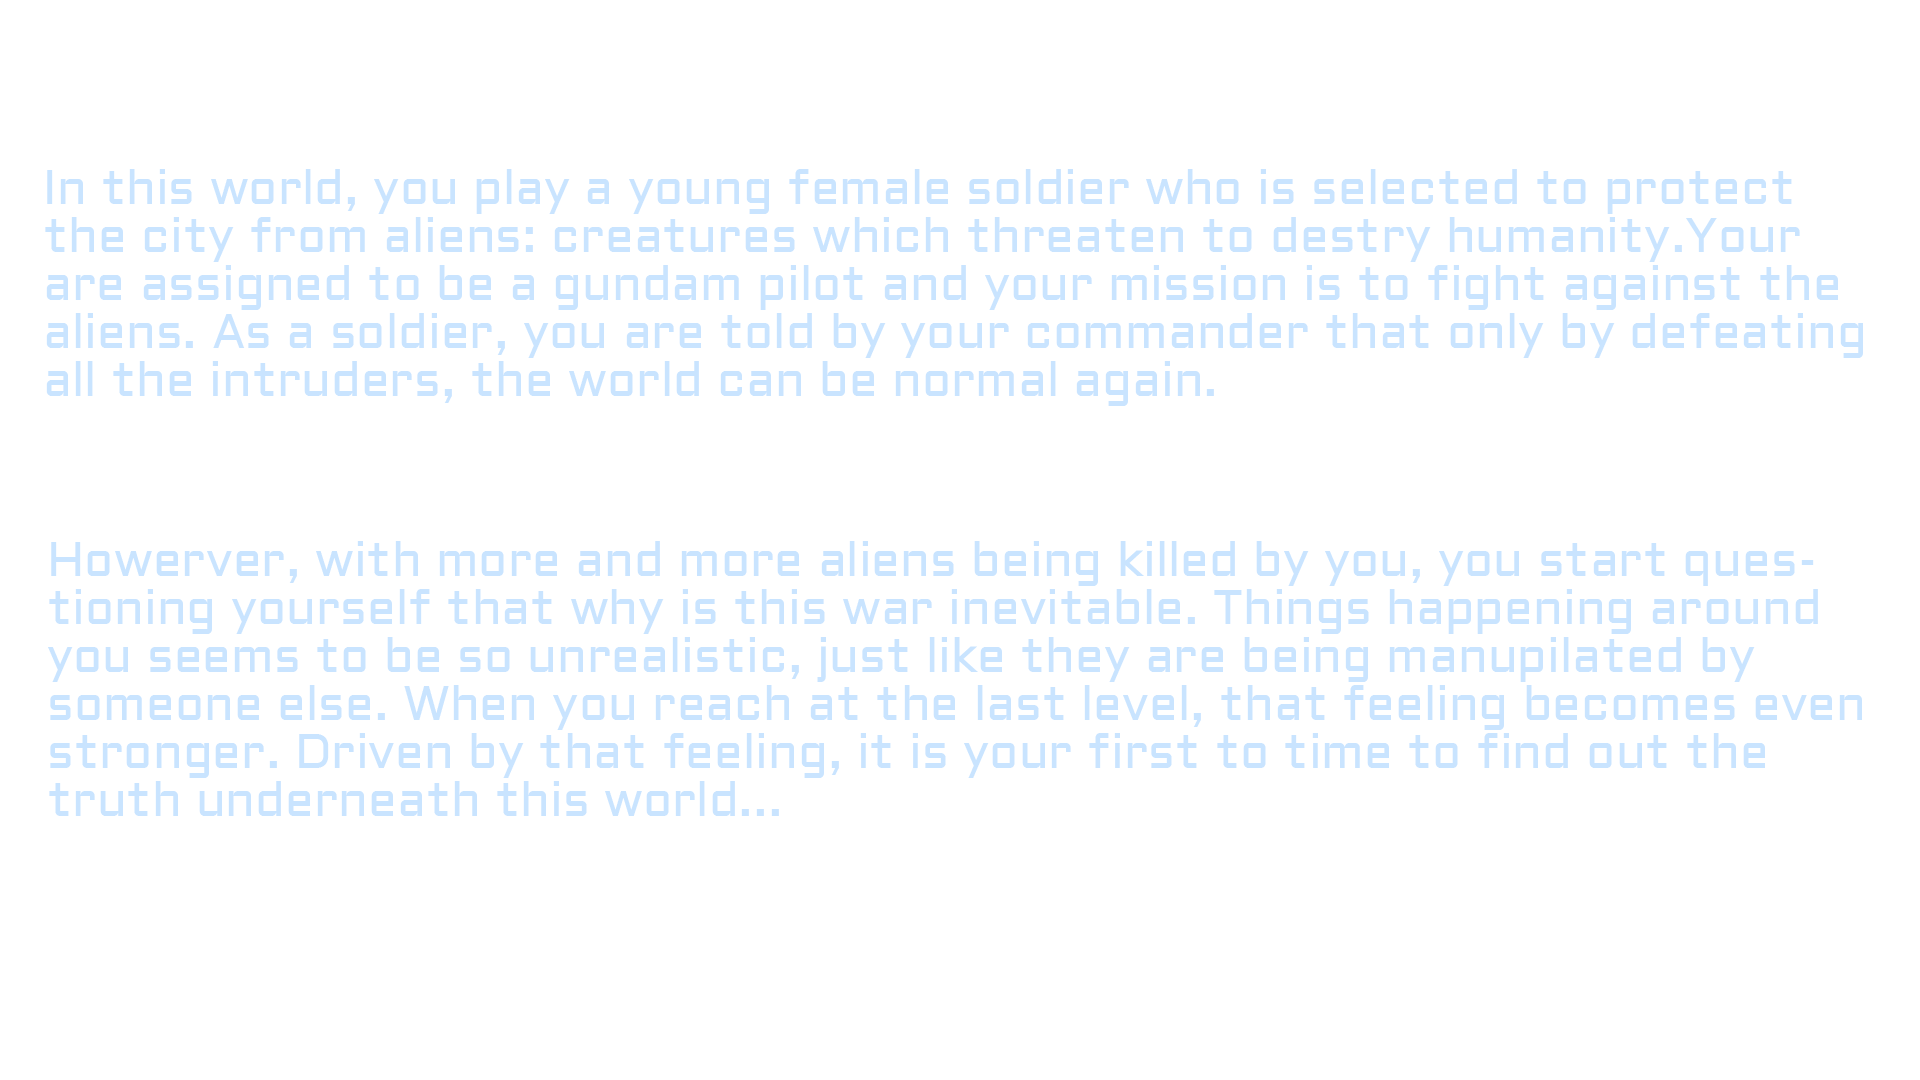 In this world, you play a young female soldier who is selected to protect
the city from aliens: creatures which threaten to destry humanity.Your
are assigned to be a gundam pilot and your mission is to fight against the
aliens. As a soldier, you are told by your commander that only by defeating
all the intruders, the world can be normal again.
Howerver, with more and more aliens being killed by you, you start ques-
tioning yourself that why is this war inevitable. Things happening around
you seems to be so unrealistic, just like they are being manupilated by
someone else. When you reach at the last level, that feeling becomes even
stronger. Driven by that feeling, it is your first to time to find out the
truth underneath this world...